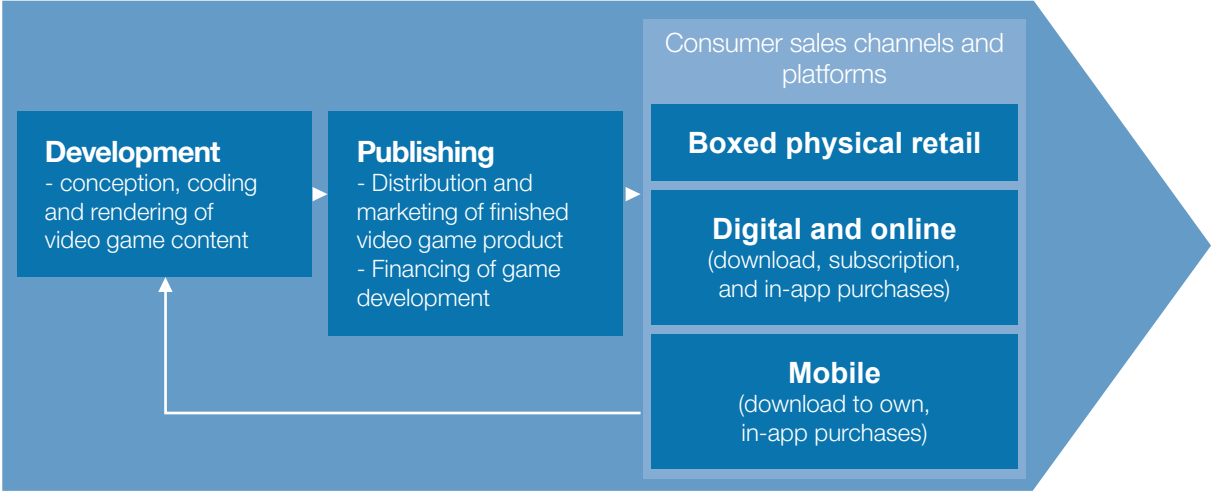 Development
- conception, coding
and rendering of
video game content
Publishing
- Distribution and
marketing of finished
video game product
- Financing of game
development
Consumer sales channels and
platforms
Boxed physical retail
Digital and online
(download, subscription,
and in-app purchases)
Mobile
(download to own,
in-app purchases)